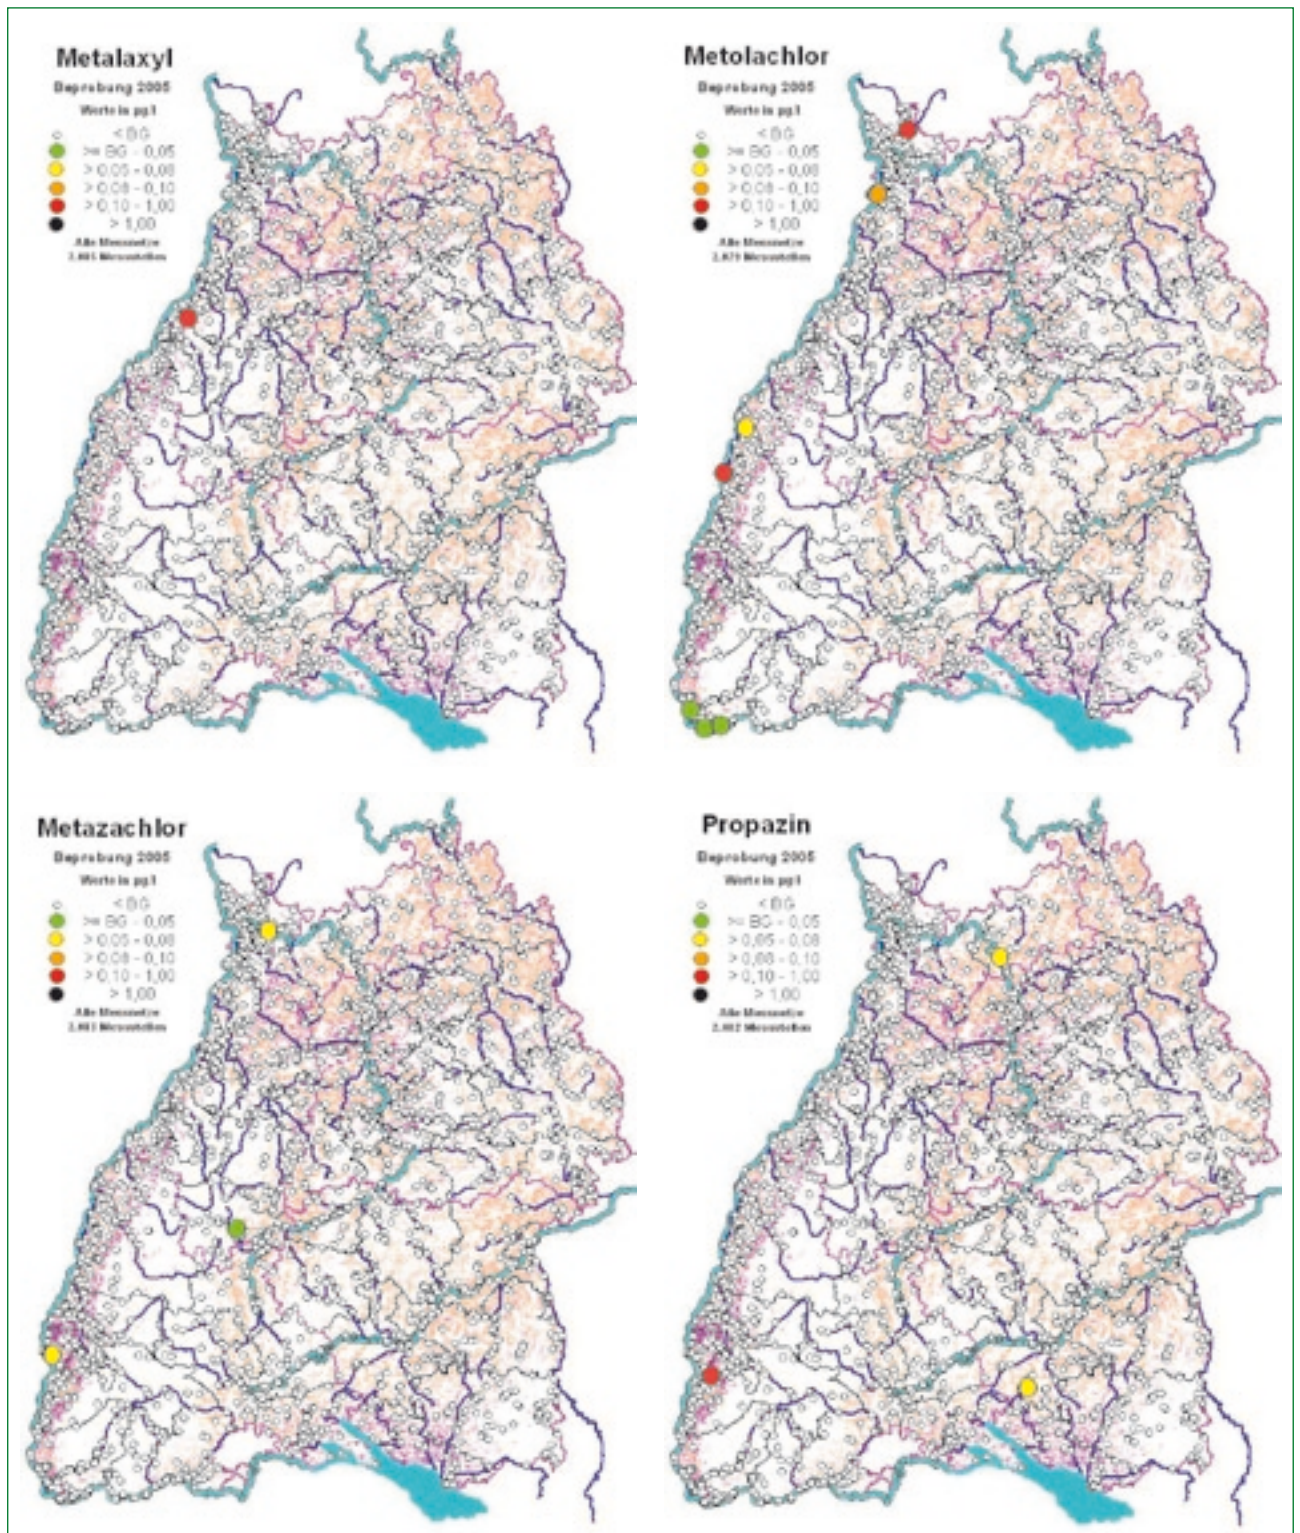 Metalaxyl
Beprobung 2005
Werte in µg/l
< BG
>= BG - 0,05
> 0,05 - 0,08
> 0,08 - 0,10
> 0,10 - 1,00
> 1,00
Alle Messnetze
Messstellen
Metolachlor
Beprobung 2005
Werte in µg/l
< BG
>= BG - 0,05
> 0,05 - 0,08
> 0,08 - 0,10
> 0,10 - 1,00
> 1,00
Alle Messnetze
Messstellen
Metazachlor
Beprobung 2005
Werte in µg/l
< BG
>= BG - 0,05
> 0,05 - 0,08
> 0,08 - 0,10
> 0,10 - 1,00
> 1,00
Alle Messnetze
Messstellen
Propazin
Beprobung 2005
Werte in µg/l
< BG
>= BG - 0,05
> 0,05 - 0,08
> 0,08 - 0,10
> 0,10 - 1,00
> 1,00
Alle Messnetze
Messstellen